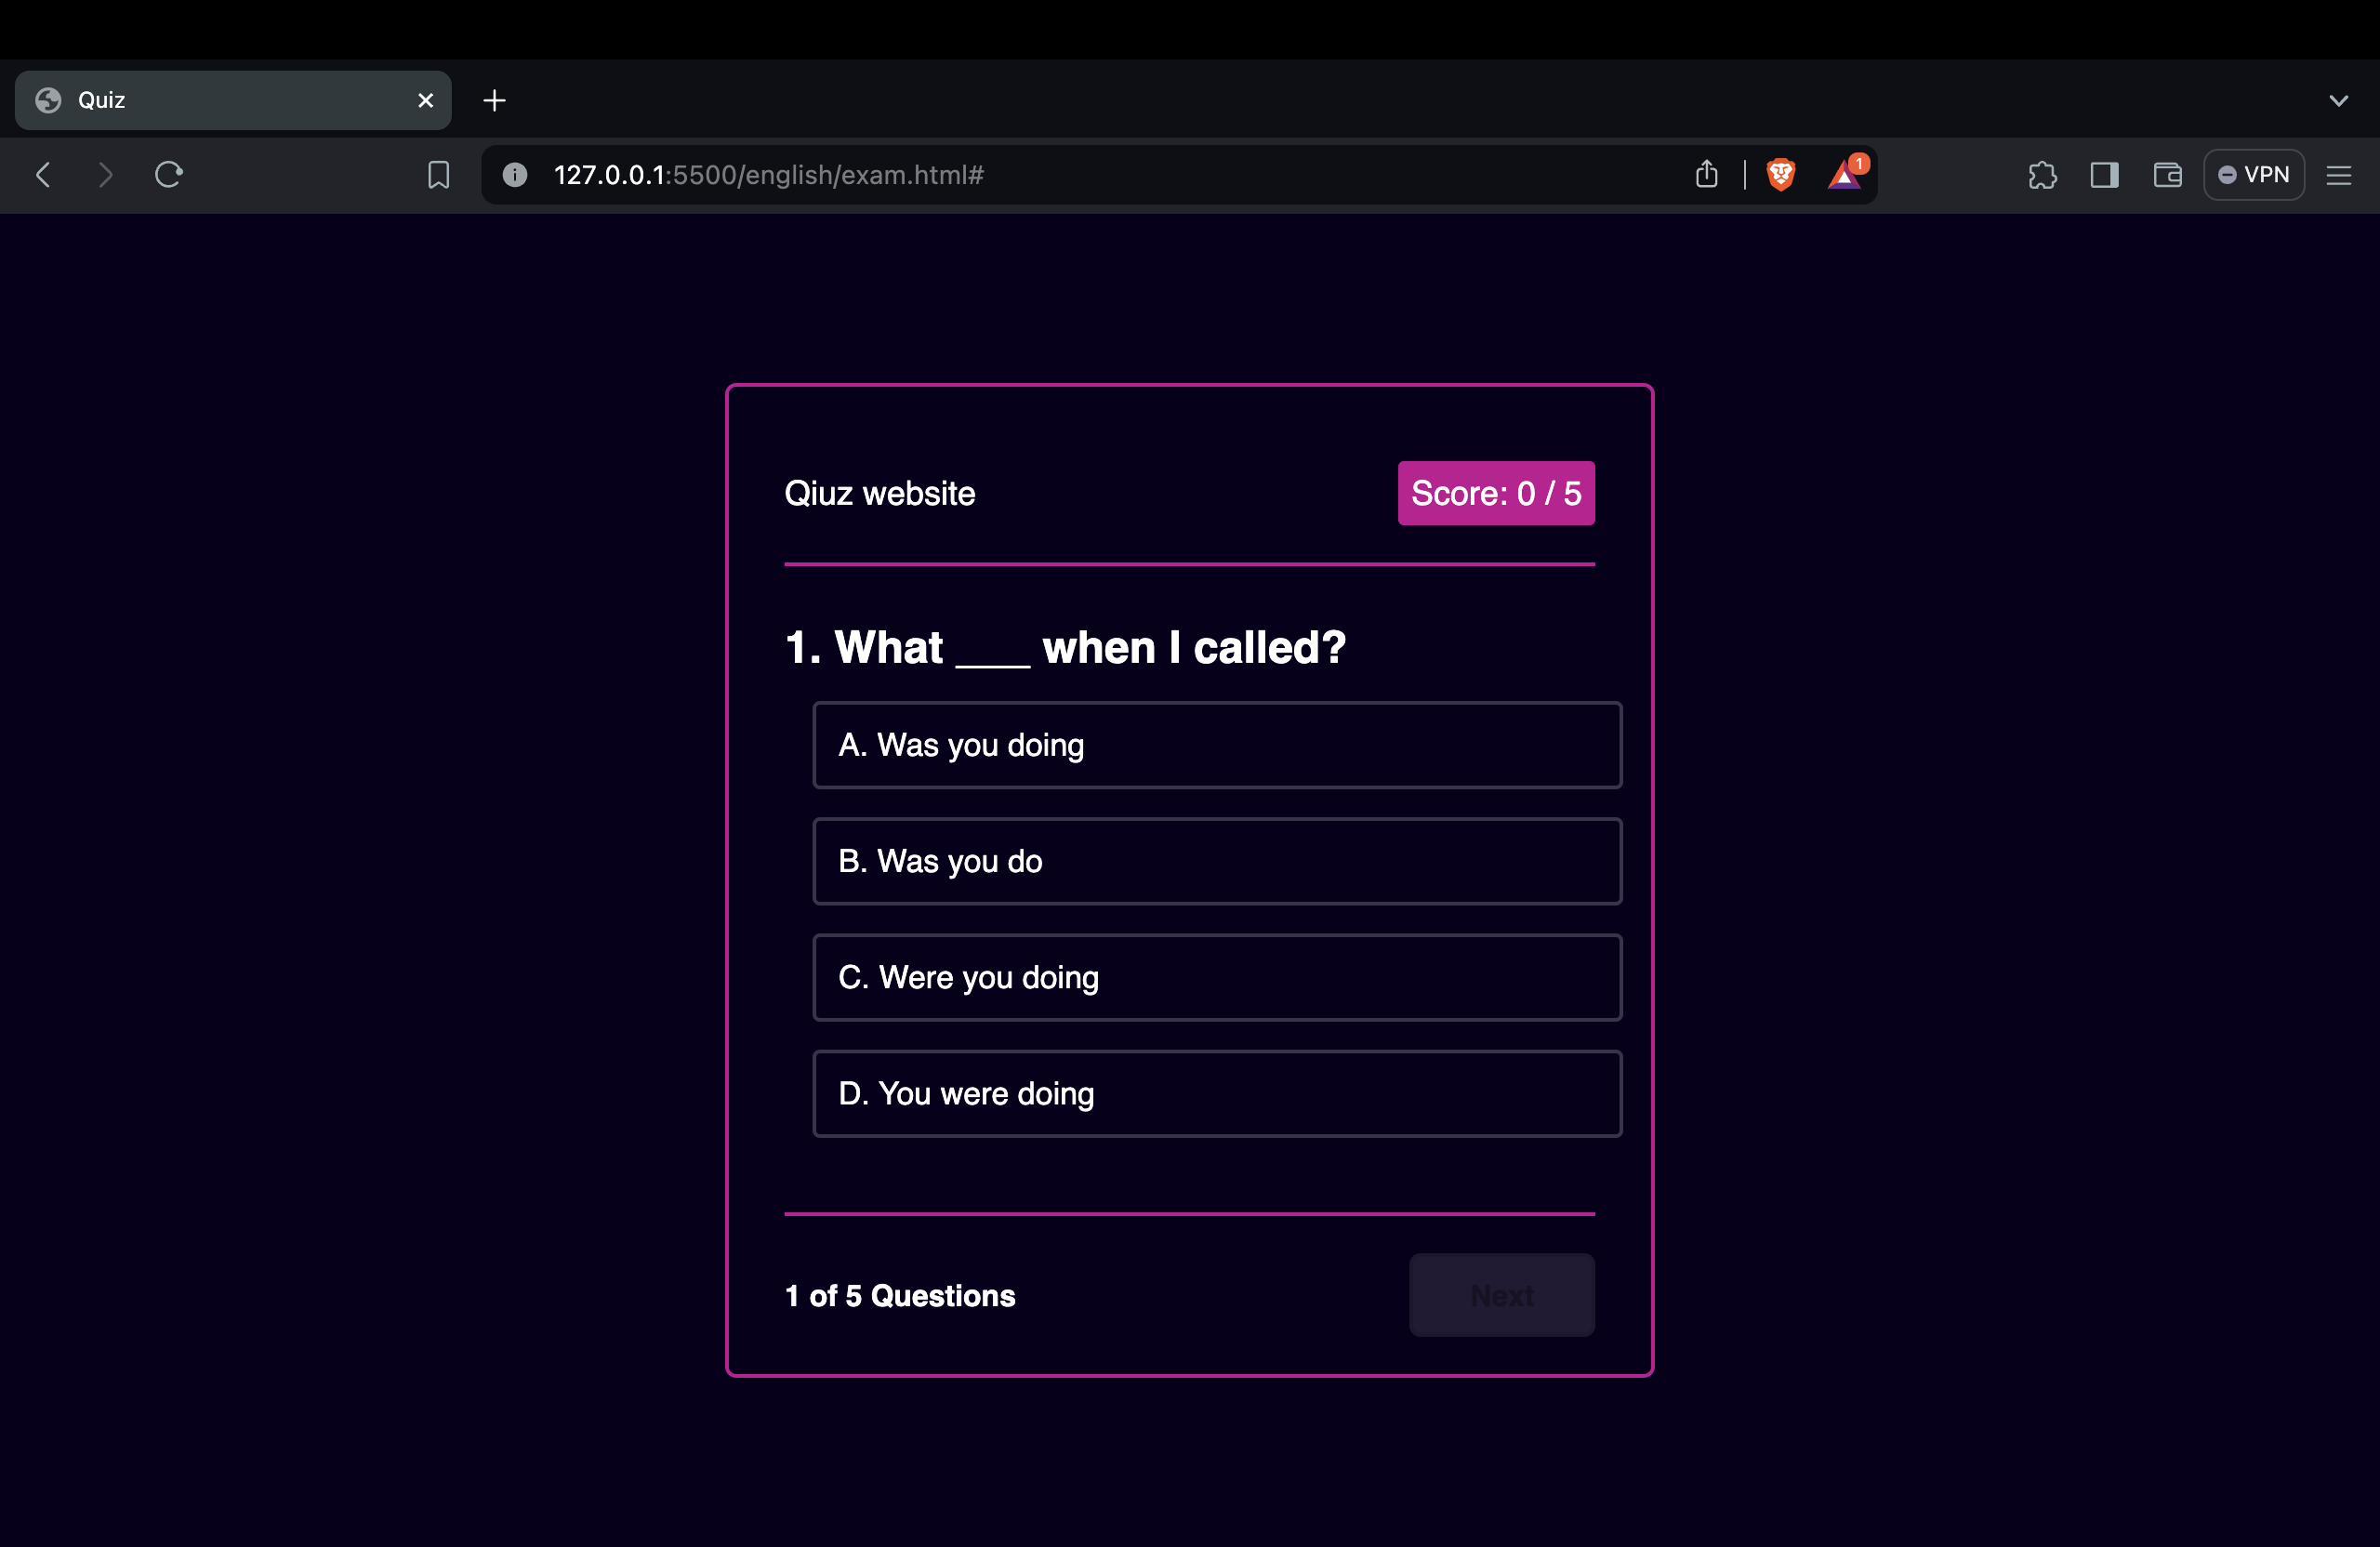 Quiz
127.0.0.1:5500/english/exam.html#
1
VPN
Qiuz website
Score: 0 / 5
1. What ___ when I called?
A. Was you doing
B. Was you do
C. Were you doing
D. You were doing
1 of 5 Questions
Next